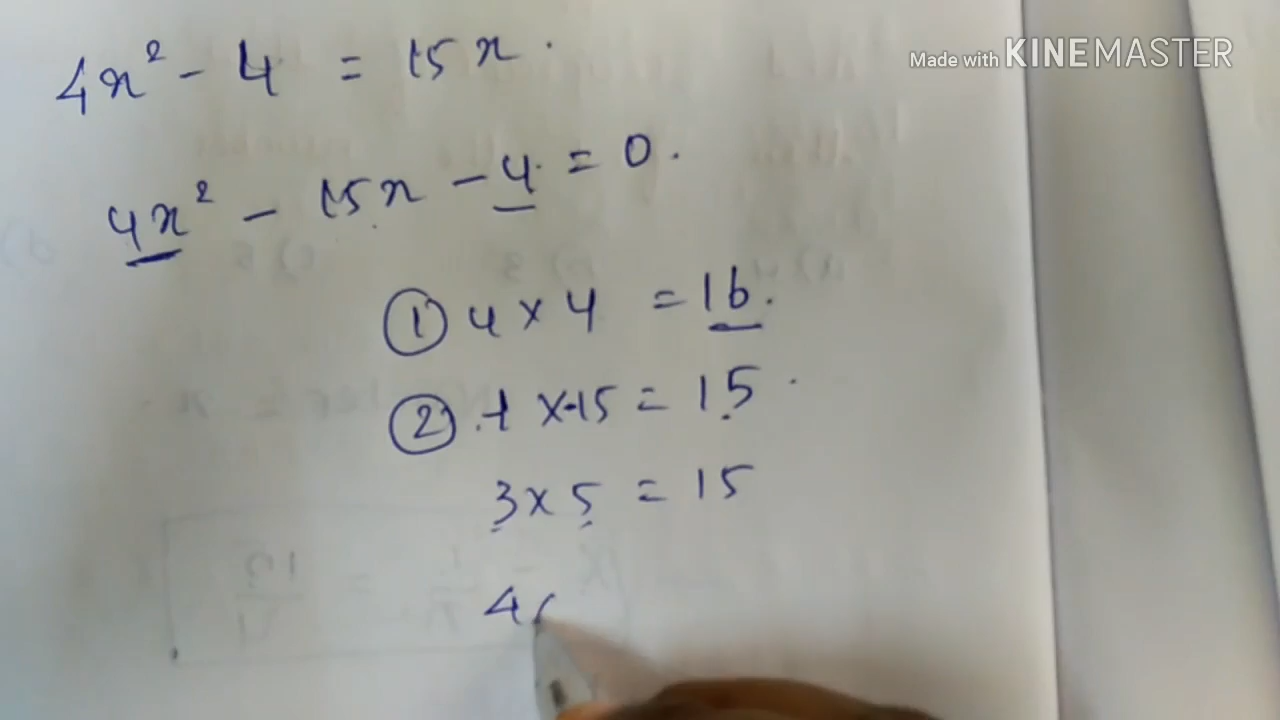 4x² - 4 = 15x.
Made with KINEMASTER
4x² - 15x - 4 = 0.
① 4 × 4 = 16.
② -1 × -15 = 15.
3 × 5 = 15
4